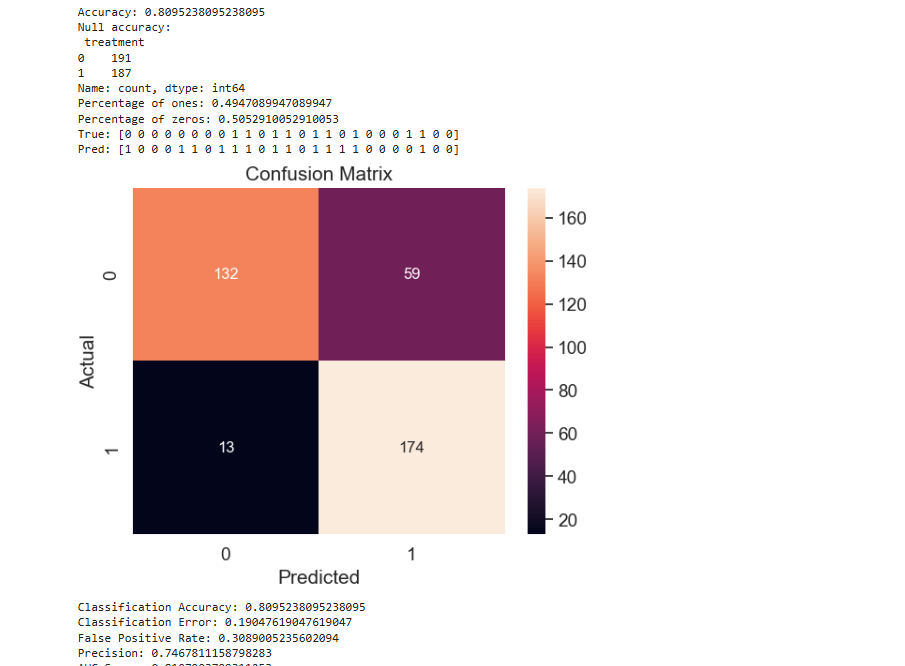 Accuracy: 0.8095238095238095
Null accuracy:
treatment
0 191
1 187
Name: count, dtype: int64
Percentage of ones: 0.4947089947089947
Percentage of zeros: 0.5052910052910053
True: [0 0 0 0 0 0 0 0 1 1 0 1 1 0 1 1 0 1 0 0 0 1 1 0 0]
Pred: [1 0 0 0 1 1 0 1 1 1 0 1 1 0 1 1 1 1 0 0 0 0 1 0 0]
Confusion Matrix
132 59
13 174
0
1
Actual
0 1
Predicted
160
140
120
100
80
60
40
20
Classification Accuracy: 0.8095238095238095
Classification Error: 0.19047619047619047
False Positive Rate: 0.3089005235602094
Precision: 0.7467811158798283